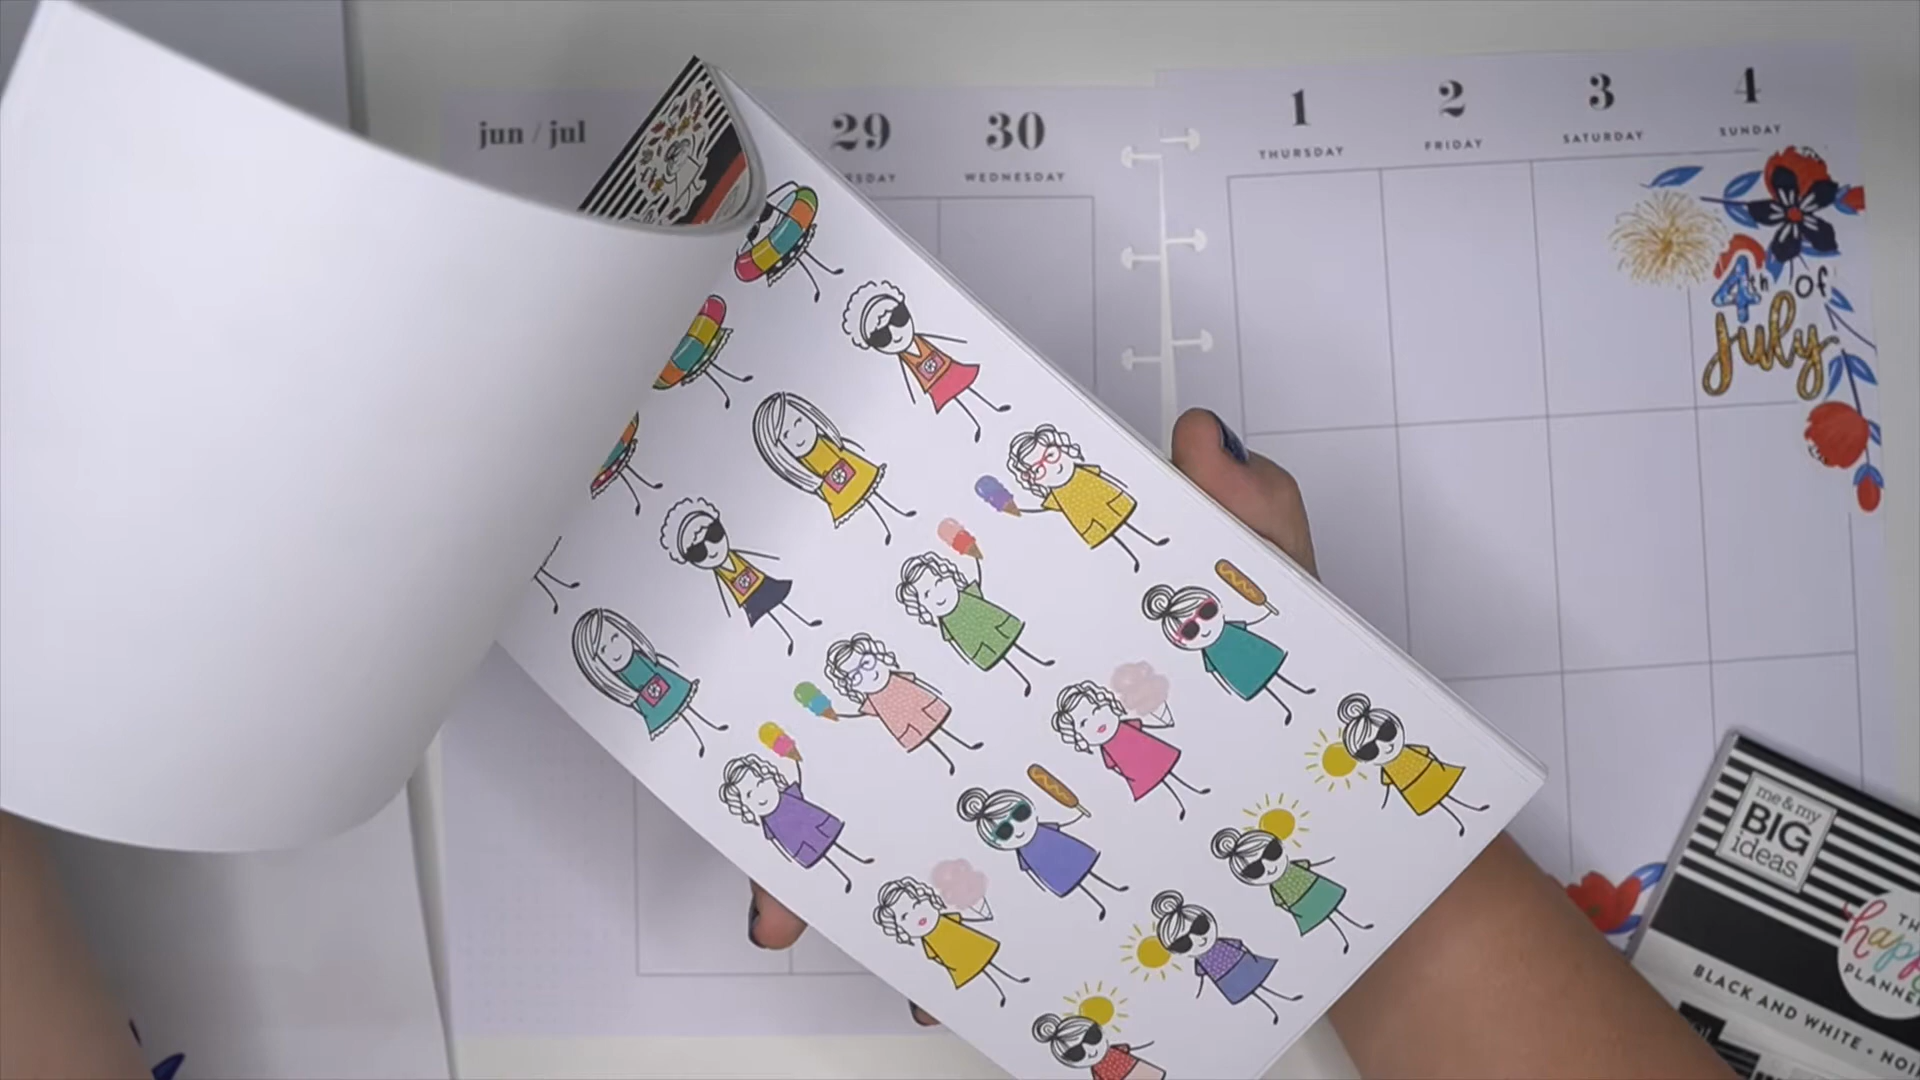 jun / jul
29
30
WEDNESDAY
1
THURSDAY
2
FRIDAY
3
SATURDAY
4
SUNDAY
4th Of
july
me & my
BIG
ideas
BLACK AND WHITE •